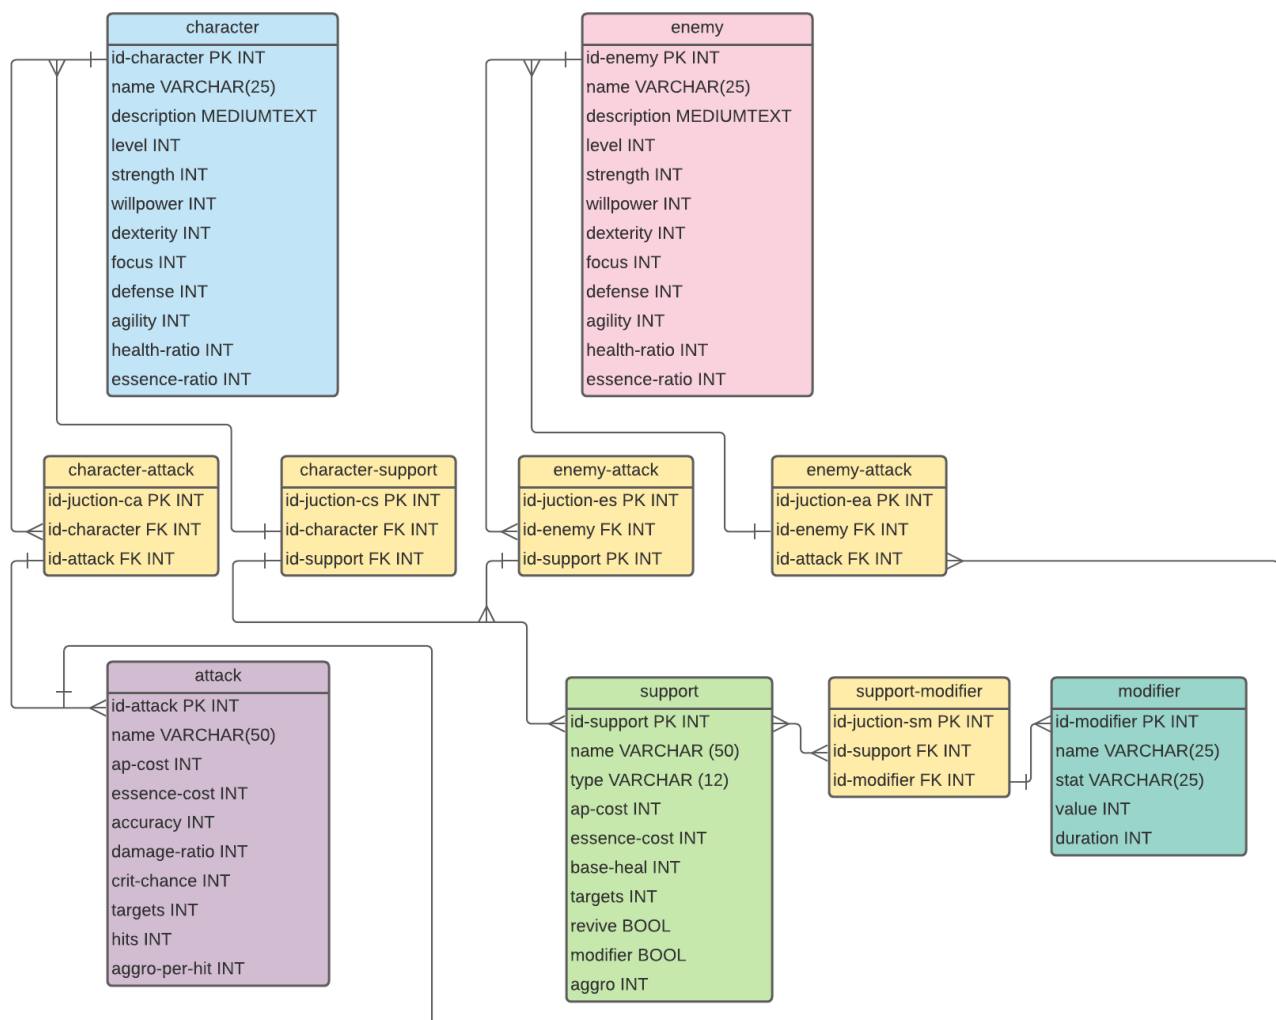 character
id-character PK INT
name VARCHAR(25)
description MEDIUMTEXT
level INT
strength INT
willpower INT
dexterity INT
focus INT
defense INT
agility INT
health-ratio INT
essence-ratio INT
enemy
id-enemy PK INT
name VARCHAR(25)
description MEDIUMTEXT
level INT
strength INT
willpower INT
dexterity INT
focus INT
defense INT
agility INT
health-ratio INT
essence-ratio INT
character-attack
id-juction-ca PK INT
id-character FK INT
id-attack FK INT
character-support
id-juction-cs PK INT
id-character FK INT
id-support FK INT
enemy-attack
id-juction-es PK INT
id-enemy FK INT
id-support PK INT
enemy-attack
id-juction-ea PK INT
id-enemy FK INT
id-attack FK INT
attack
id-attack PK INT
name VARCHAR(50)
ap-cost INT
essence-cost INT
accuracy INT
damage-ratio INT
crit-chance INT
targets INT
hits INT
aggro-per-hit INT
support
id-support PK INT
name VARCHAR (50)
type VARCHAR (12)
ap-cost INT
essence-cost INT
base-heal INT
targets INT
revive BOOL
modifier BOOL
aggro INT
support-modifier
id-juction-sm PK INT
id-support FK INT
id-modifier FK INT
modifier
id-modifier PK INT
name VARCHAR(25)
stat VARCHAR(25)
value INT
duration INT